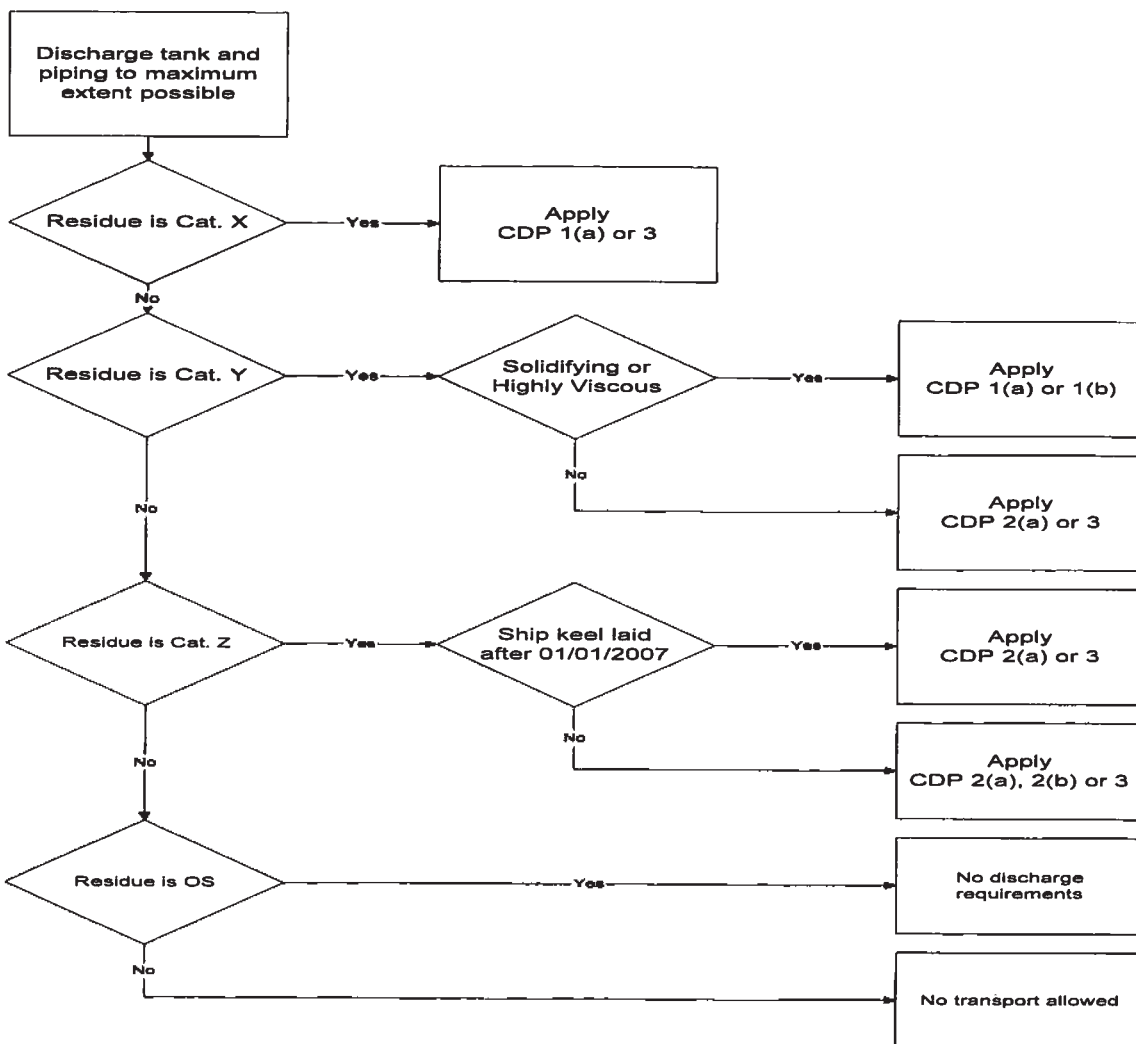 Discharge tank and
piping to maximum
extent possible
Residue is Cat. X
Yes
Apply
CDP 1(a) or 3
No
Residue is Cat. Y
Yes
Solidifying or
Highly Viscous
Yes
Apply
CDP 1(a) or 1(b)
No
Apply
CDP 2(a) or 3
No
Residue is Cat. Z
Yes
Ship keel laid
after 01/01/2007
Yes
Apply
CDP 2(a) or 3
No
Apply
CDP 2(a), 2(b) or 3
No
Residue is OS
Yes
No discharge
requirements
No
No transport allowed